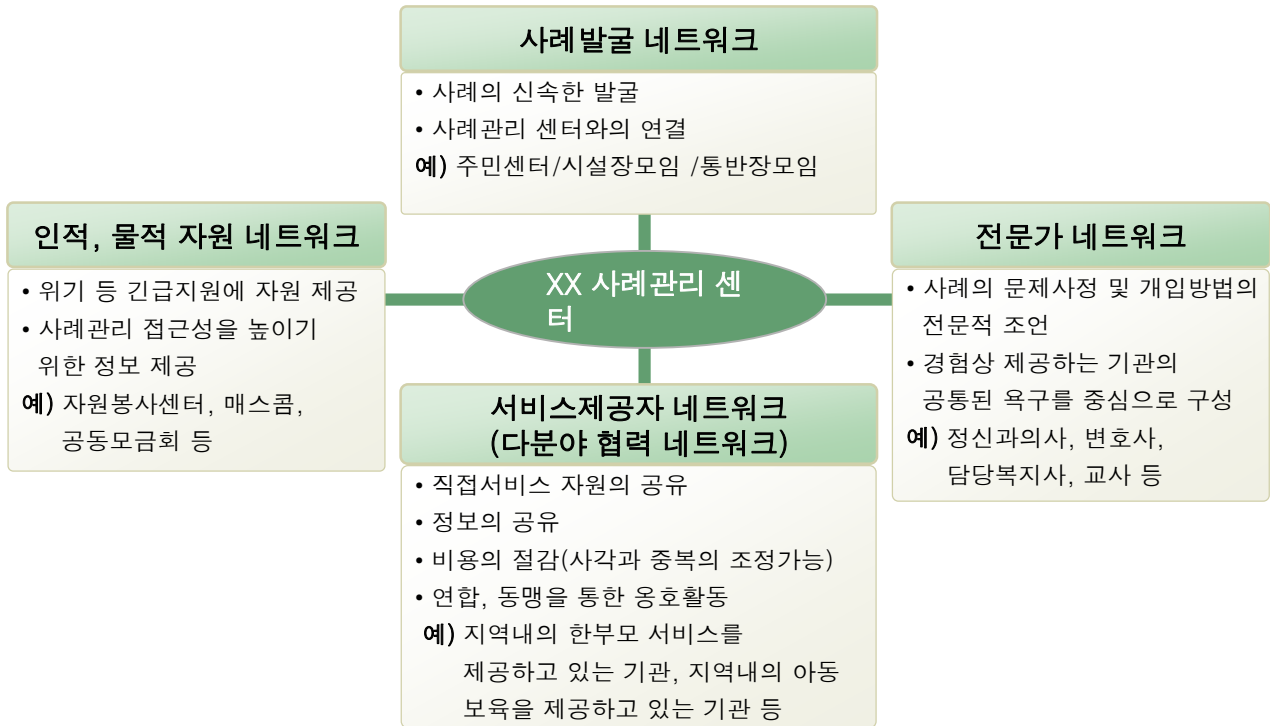 사례발굴 네트워크
• 사례의 신속한 발굴
• 사례관리 센터와의 연결
예) 주민센터/시설장모임 /통반장모임
인적, 물적 자원 네트워크
• 위기 등 긴급지원에 자원 제공
• 사례관리 접근성을 높이기
위한 정보 제공
예) 자원봉사센터, 매스콤,
공동모금회 등
XX 사례관리 센
터
전문가 네트워크
• 사례의 문제사정 및 개입방법의
전문적 조언
• 경험상 제공하는 기관의
공통된 욕구를 중심으로 구성
예) 정신과의사, 변호사,
담당복지사, 교사 등
서비스제공자 네트워크
(다분야 협력 네트워크)
• 직접서비스 자원의 공유
• 정보의 공유
• 비용의 절감(사각과 중복의 조정가능)
• 연합, 동맹을 통한 옹호활동
예) 지역내의 한부모 서비스를
제공하고 있는 기관, 지역내의 아동
보육을 제공하고 있는 기관 등